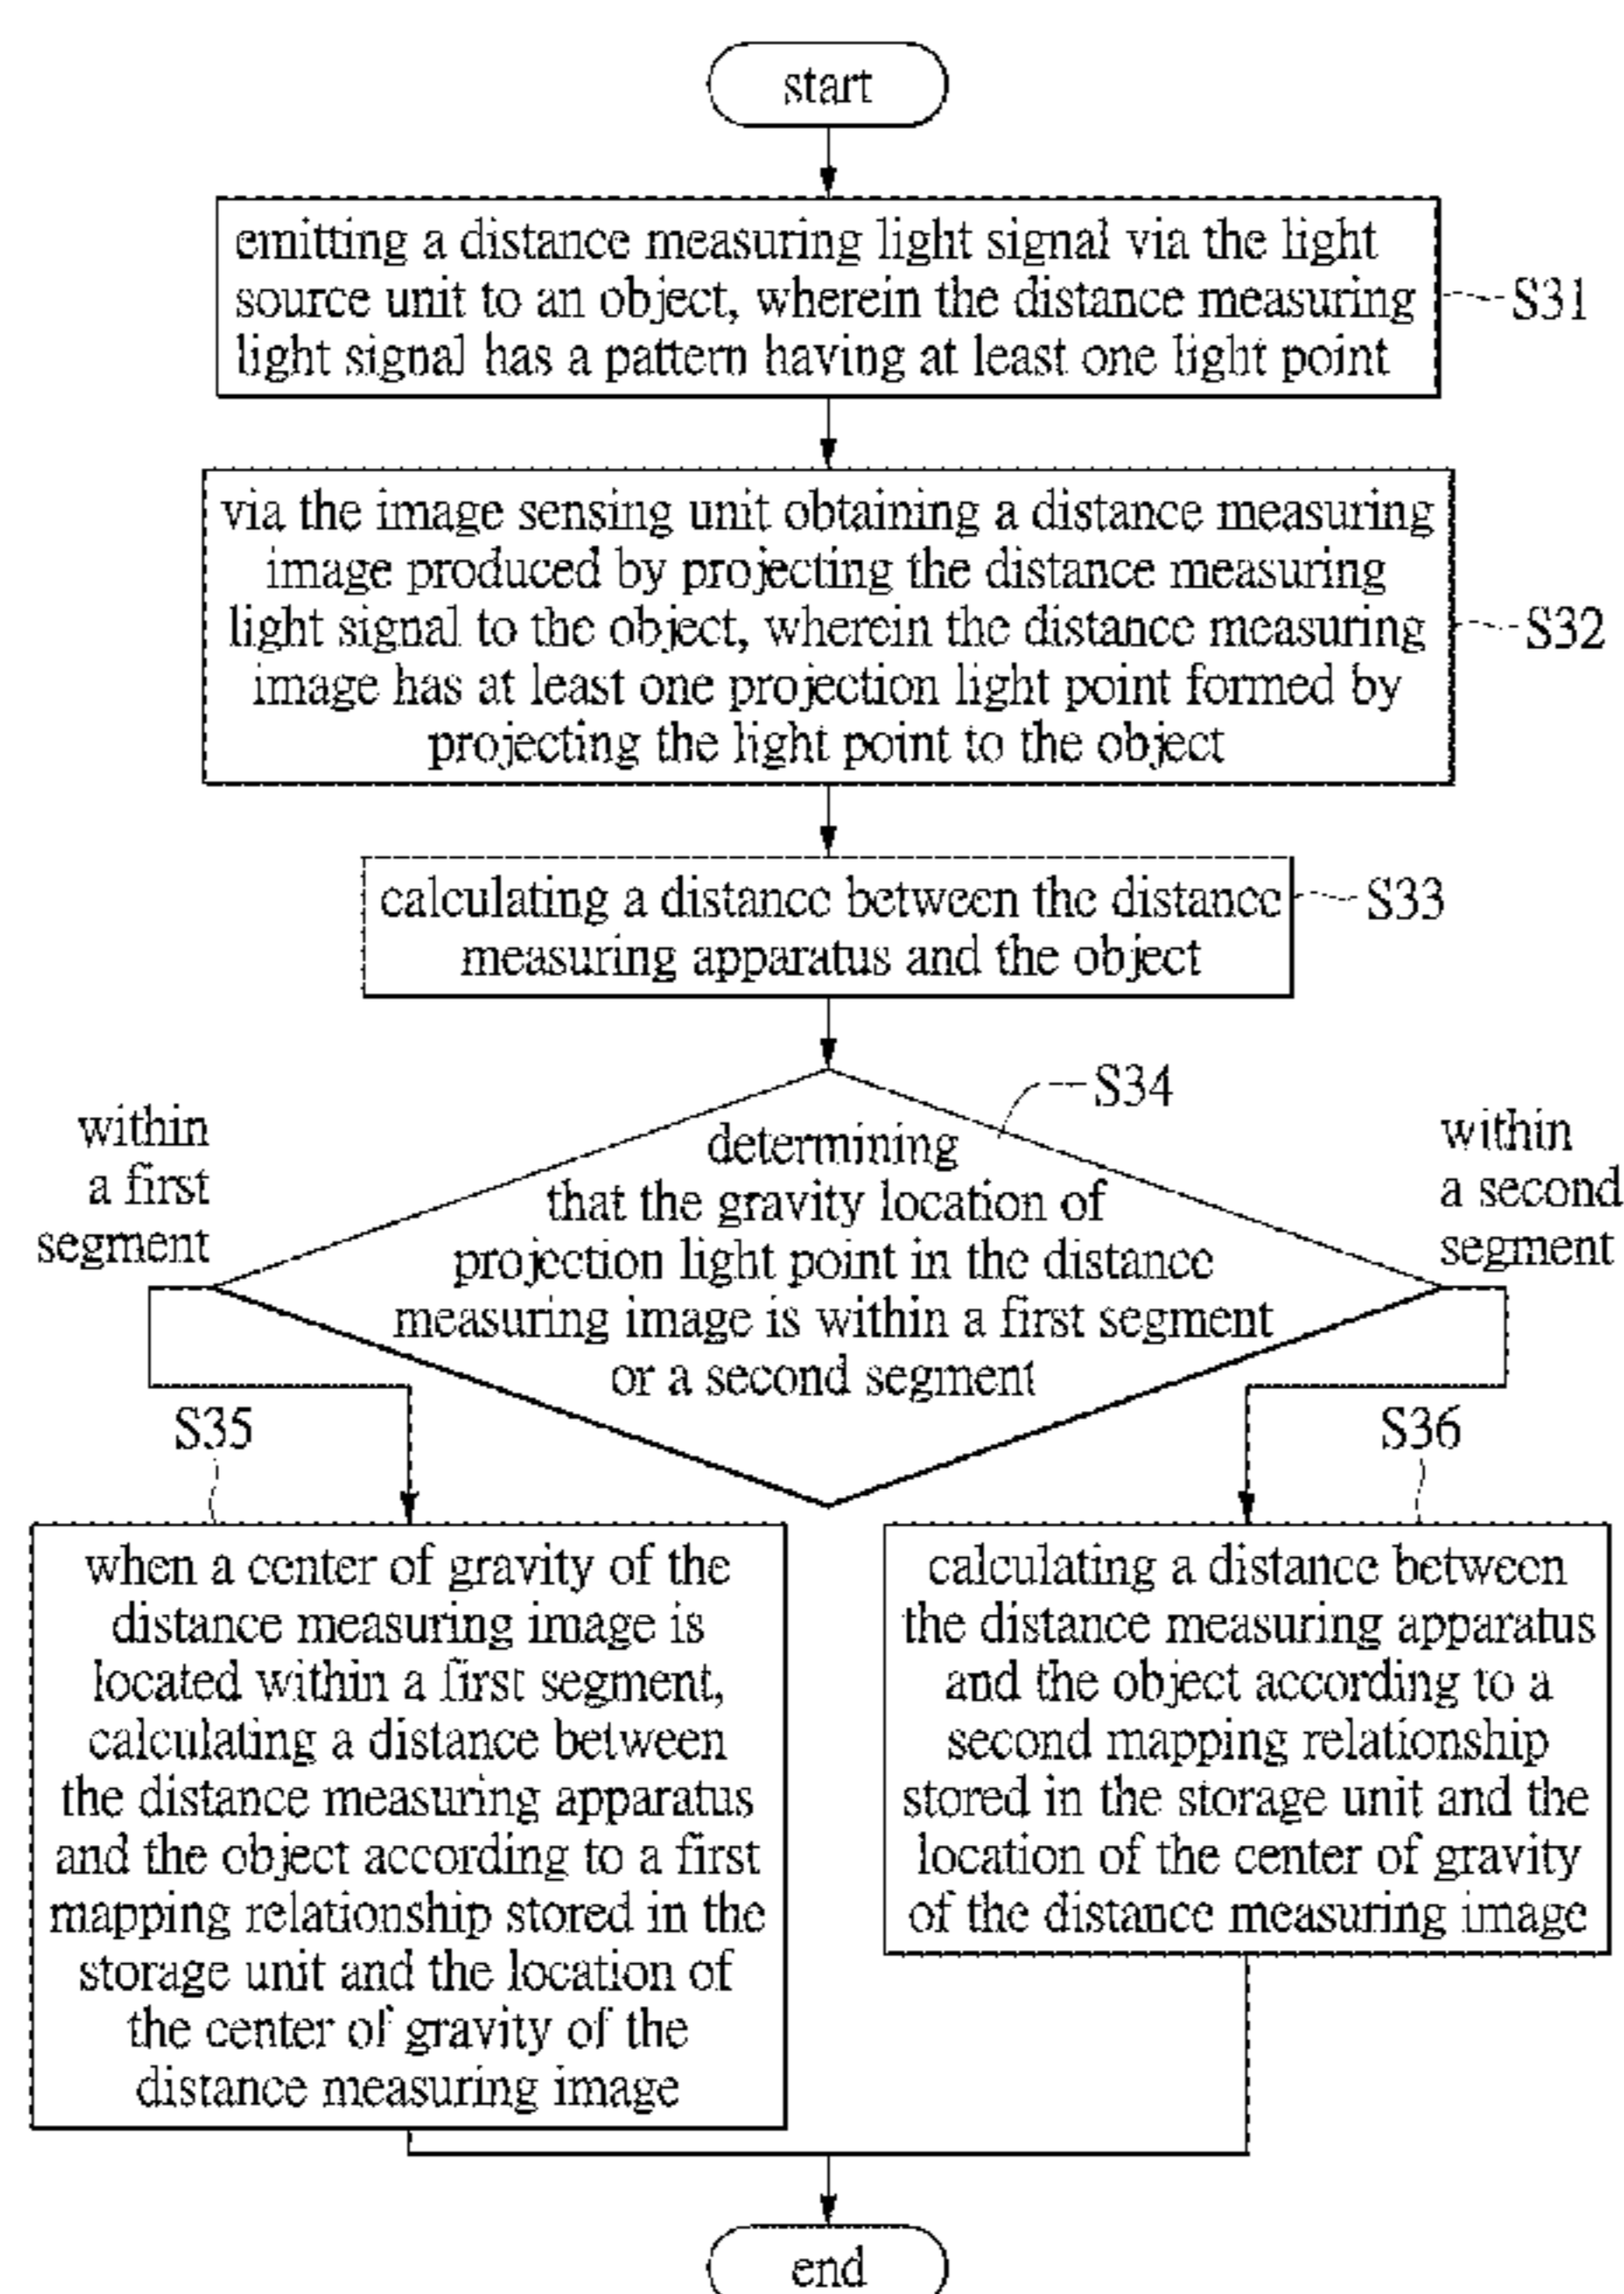 start
emitting a distance measuring light signal via the light
source unit to an object, wherein the distance measuring
light signal has a pattern having at least one light point
S31
via the image sensing unit obtaining a distance measuring
image produced by projecting the distance measuring
light signal to the object, wherein the distance measuring
image has at least one projection light point formed by
projecting the light point to the object
S32
calculating a distance between the distance
measuring apparatus and the object
S33
S34
determining
that the gravity location of
projection light point in the distance
measuring image is within a first segment
or a second segment
within
a first
segment
within
a second
segment
S35
when a center of gravity of the
distance measuring image is
located within a first segment,
calculating a distance between
the distance measuring apparatus
and the object according to a first
mapping relationship stored in the
storage unit and the location of
the center of gravity of the
distance measuring image
S36
calculating a distance between
the distance measuring apparatus
and the object according to a
second mapping relationship
stored in the storage unit and the
location of the center of gravity
of the distance measuring image
end